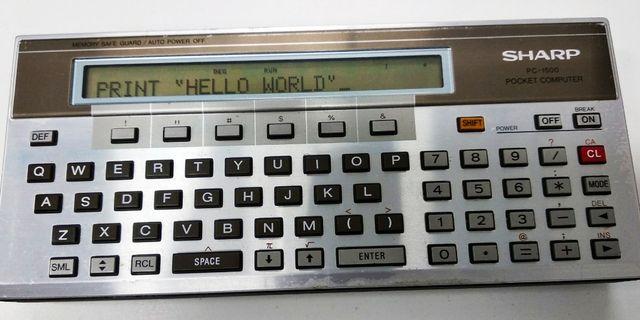 MEMORY SAFE GUARD / AUTO POWER OFF
SHARP
PC-1500
POCKET COMPUTER
DEG RUN I
PRINT "HELLO WORLD"_
BREAK
DEF ! " # $ % & SHIFT POWER OFF ON
? CA
Q W E R T Y U I O P 7 8 9 / CL
A S D F G H J K L 4 5 6 * MODE
< > : DEL
Z X C V B N M ( ) 1 2 3 - ◀
^ π √ @ = ; INS
SML ⬍ RCL SPACE ↓ ↑ ENTER 0 . = + ▶